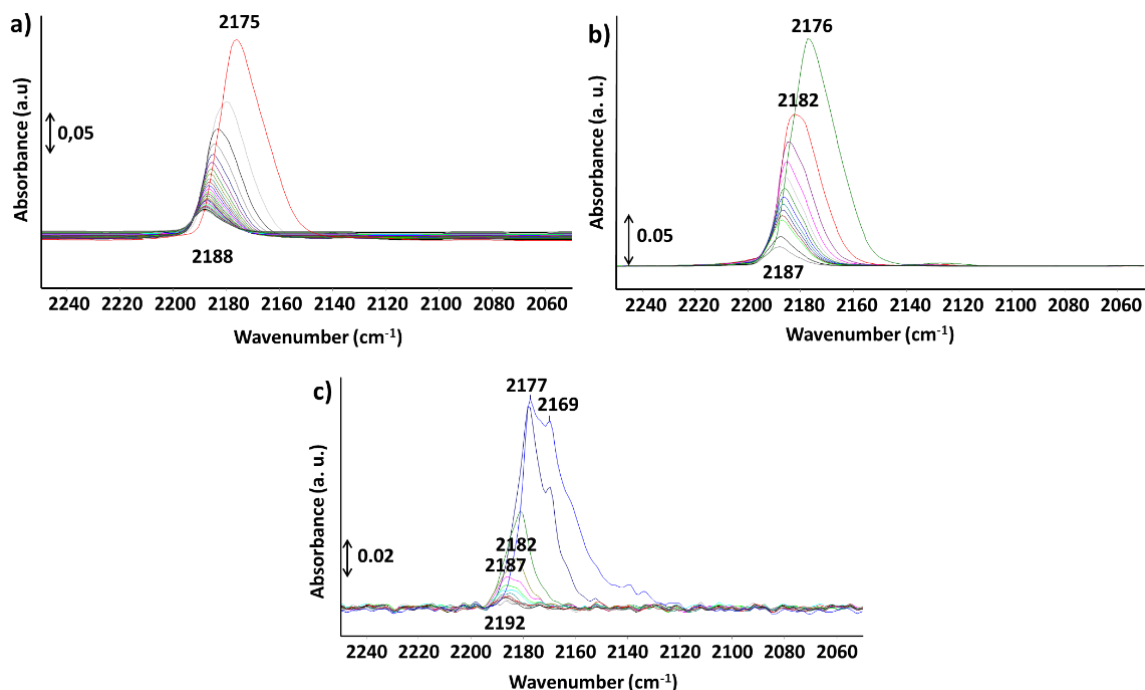 a)
2175
Absorbance (a.u)
0,05
2188
2240 2220 2200 2180 2160 2140 2120 2100 2080 2060
Wavenumber (cm-1)
b)
2176
2182
Absorbance (a. u.)
0.05
2187
2240 2220 2200 2180 2160 2140 2120 2100 2080 2060
Wavenumber (cm-1)
c)
2177
2169
Absorbance (a. u.)
0.02
2182
2187
2192
2240 2220 2200 2180 2160 2140 2120 2100 2080 2060
Wavenumber (cm-1)